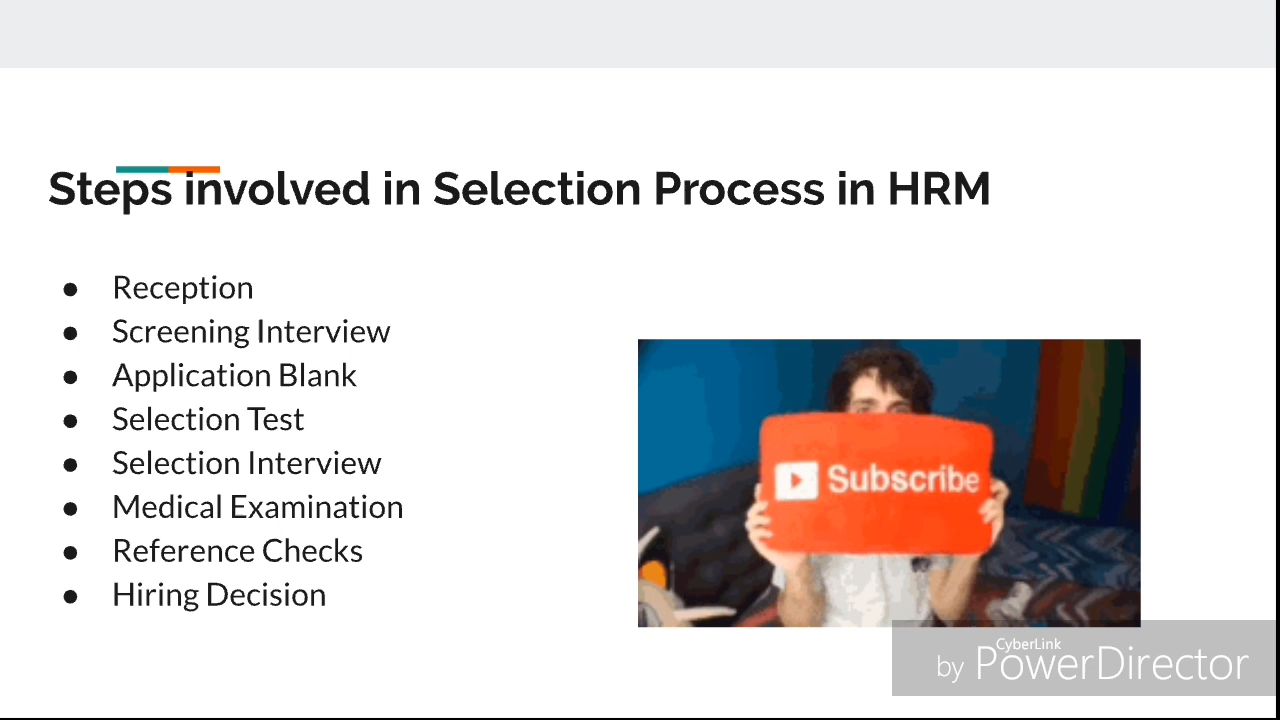 Steps involved in Selection Process in HRM
● Reception
● Screening Interview
● Application Blank
● Selection Test
● Selection Interview
● Medical Examination
● Reference Checks
● Hiring Decision
Subscribe
CyberLink
by PowerDirector